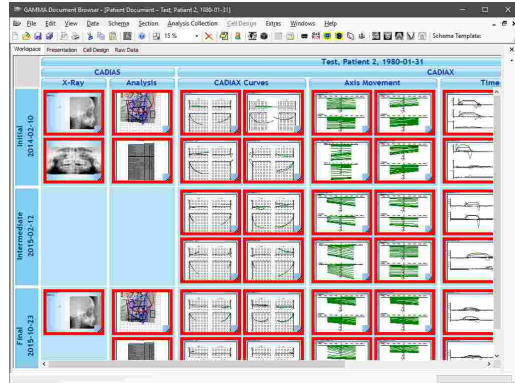 GAMMA Document Browser - [Patient Document - Test, Patient 2, 1980-01-31]
File Edit View Data Schema Section Analysis Collection Cell Design Extras Windows Help
15 % Schema Template:
Workspace Presentation Cell Design Raw Data
Test, Patient 2, 1980-01-31
CADIAS CADIAX
X-Ray Analysis CADIAX Curves Axis Movement Time
Initial
2014-02-10
Intermediate
2015-02-12
Final
2015-10-23